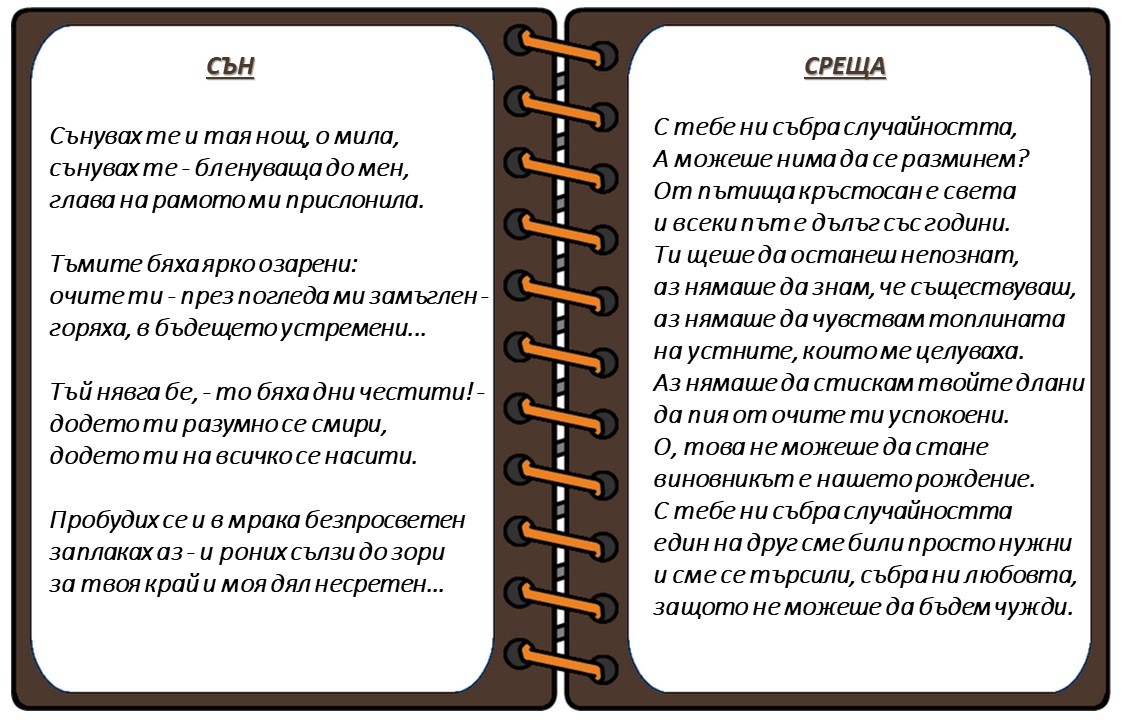 СЪН
Сънувах те и тая нощ, о мила,
сънувах те - бленуваща до мен,
глава на рамото ми прислонила.
Тъмите бяха ярко озарени:
очите ти - през погледа ми замъглен -
горяха, в бъдещето устремени...
Тъй нявга бе, - то бяха дни честити! -
додето ти разумно се смири,
додето ти на всичко се насити.
Пробудих се и в мрака безпросветен
заплаках аз - и роних сълзи до зори
за твоя край и моя дял несретен...
СРЕЩА
С тебе ни събра случайността,
А можеше нима да се разминем?
От пътища кръстосан е света
и всеки път е дълъг със години.
Ти щеше да останеш непознат,
аз нямаше да знам, че съществуваш,
аз нямаше да чувствам топлината
на устните, които ме целуваха.
Аз нямаше да стискам твойте длани
да пия от очите ти успокоени.
О, това не можеше да стане
виновникът е нашето рождение.
С тебе ни събра случайността
един на друг сме били просто нужни
и сме се търсили, събра ни любовта,
защото не можеше да бъдем чужди.